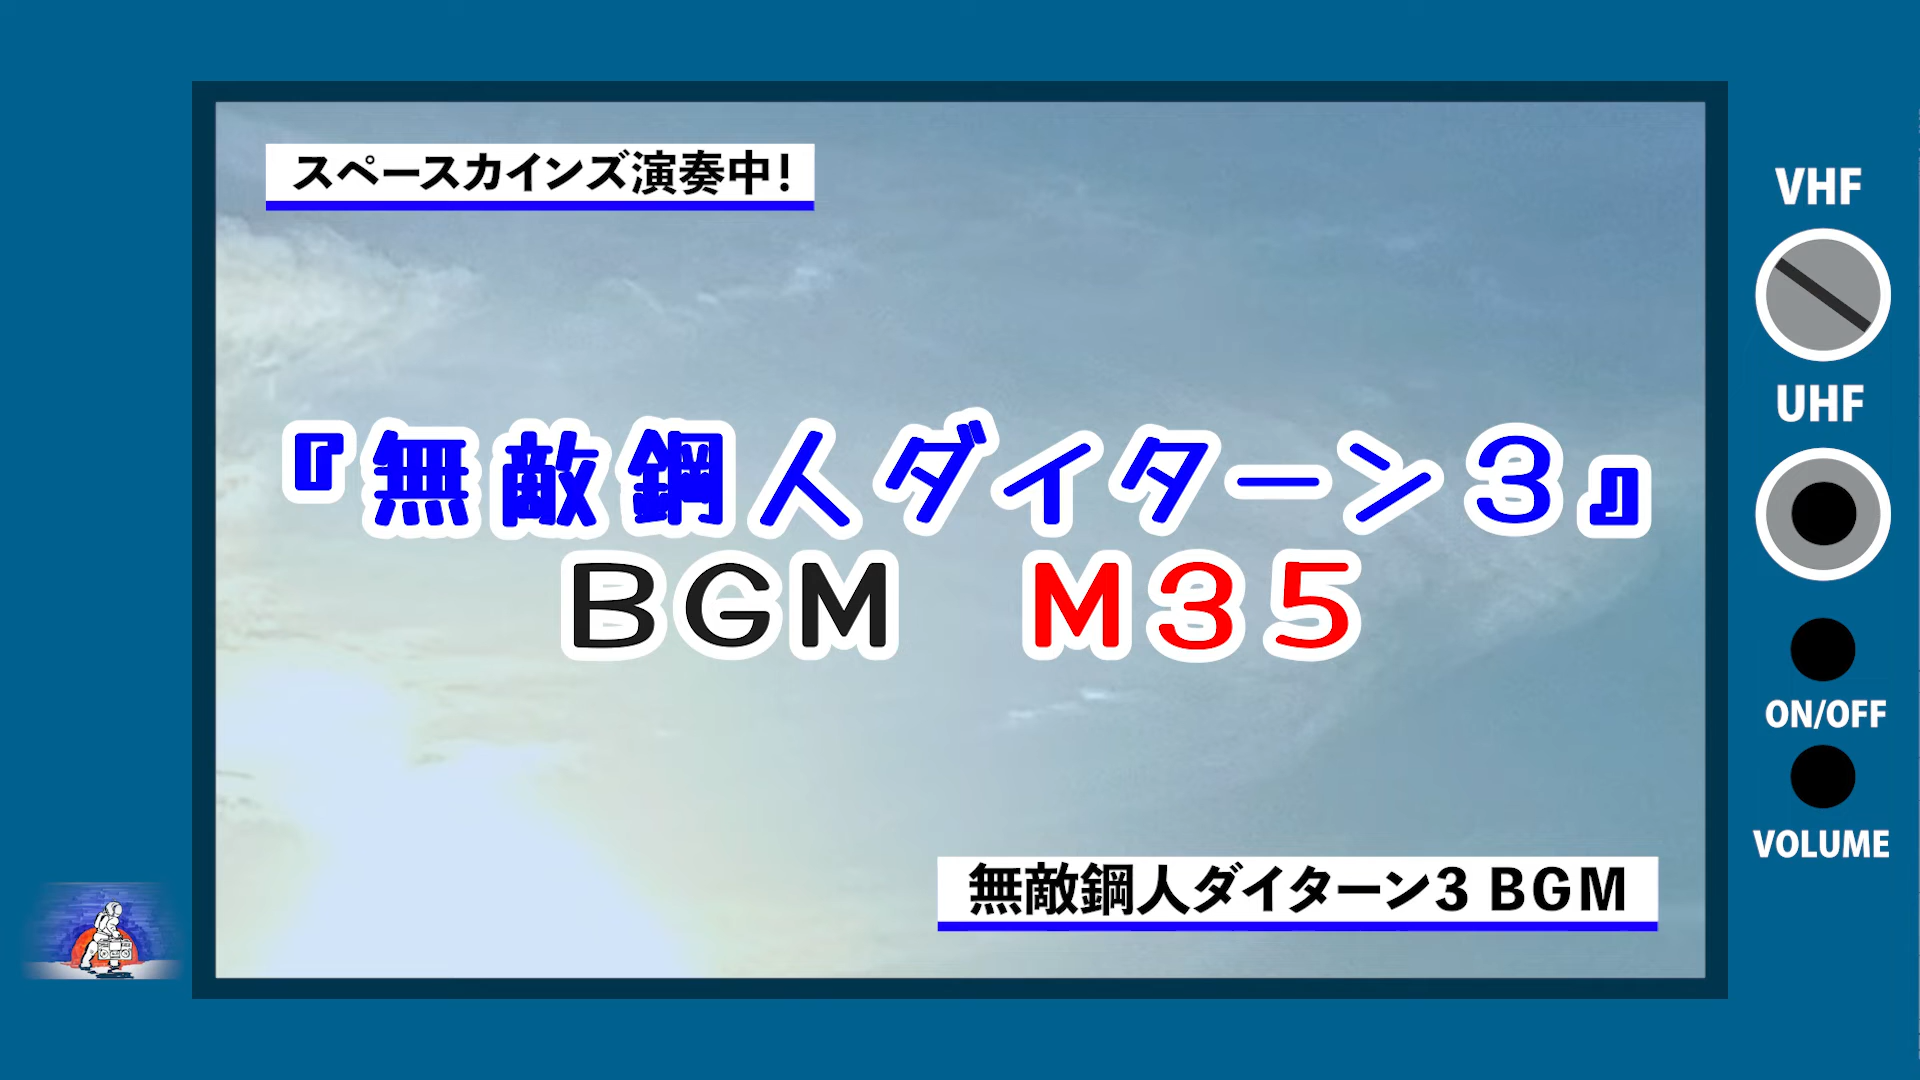 スペースカインズ演奏中！
『無敵鋼人ダイターン３』
ＢＧＭ　Ｍ３５
無敵鋼人ダイターン3 BGM
VHF
UHF
ON/OFF
VOLUME